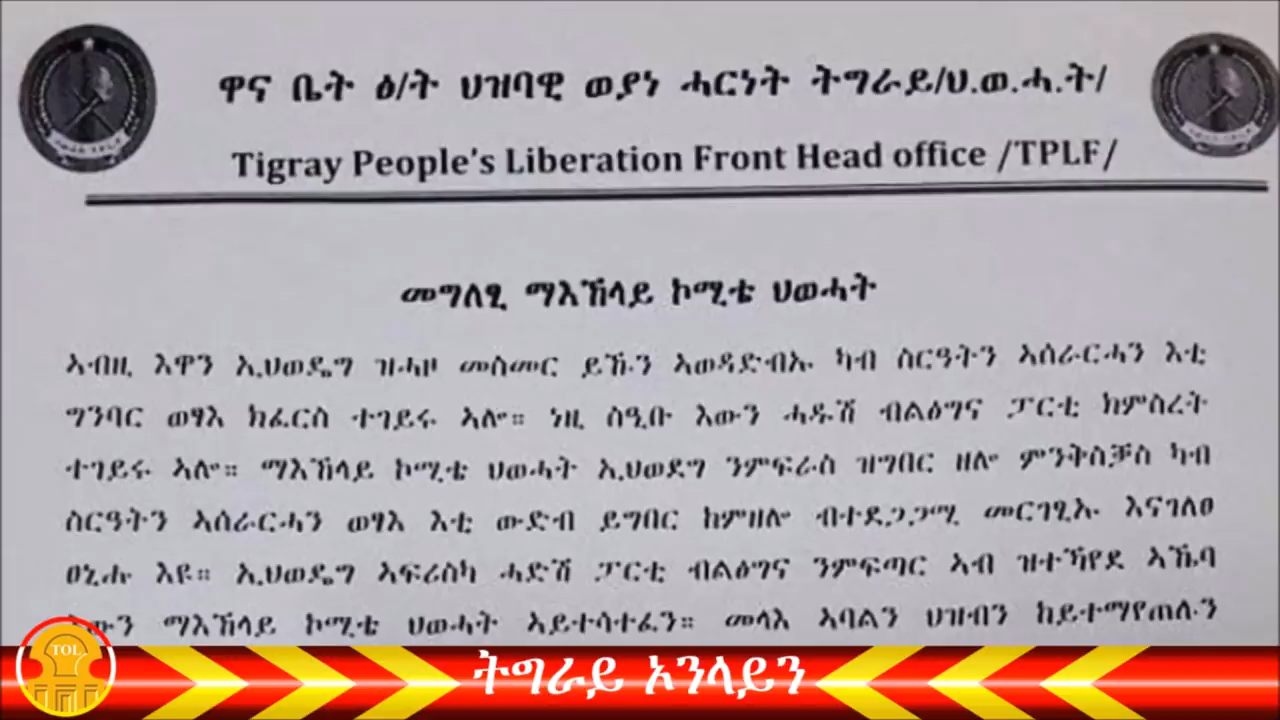 ዋና ቤት ፅ/ት ህዝባዊ ወያነ ሓርነት ትግራይ/ህ.ወ.ሓ.ት/
Tigray People's Liberation Front Head office /TPLF/
መግለፂ ማእኸላይ ኮሚቴ ህወሓት
ኣብዚ እዋን ኢህወዴግ ዝሓዞ መስመር ይኹን ኣወዳድብኡ ካብ ስርዓትን ኣሰራርሓን እቲ
ግንባር ወፃእ ክፈርስ ተገይሩ ኣሎ። ነዚ ስዒቡ እውን ሓዱሽ ብልፅግና ፓርቲ ክምስረት
ተገይሩ ኣሎ። ማእኸላይ ኮሚቴ ህወሓት ኢህወደግ ንምፍራስ ዝግበር ዘሎ ምንቅስቓስ ካብ
ስርዓትን ኣሰራርሓን ወፃእ እቲ ውድብ ይግበር ከምዘሎ ብተደጋጋሚ መርገፂኡ እናገለፀ
ፀኒሑ እዩ። ኢህወዴግ ኣፍሪስካ ሓድሽ ፓርቲ ብልፅግና ንምፍጣር ኣብ ዝተኻየደ ኣኼባ
ማእኸላይ ኮሚቴ ህወሓት ኣይተሳተፈን። መላእ ኣባልን ህዝብን ከይተማየጠሉን
TOL
ትግራይ ኦንላይን